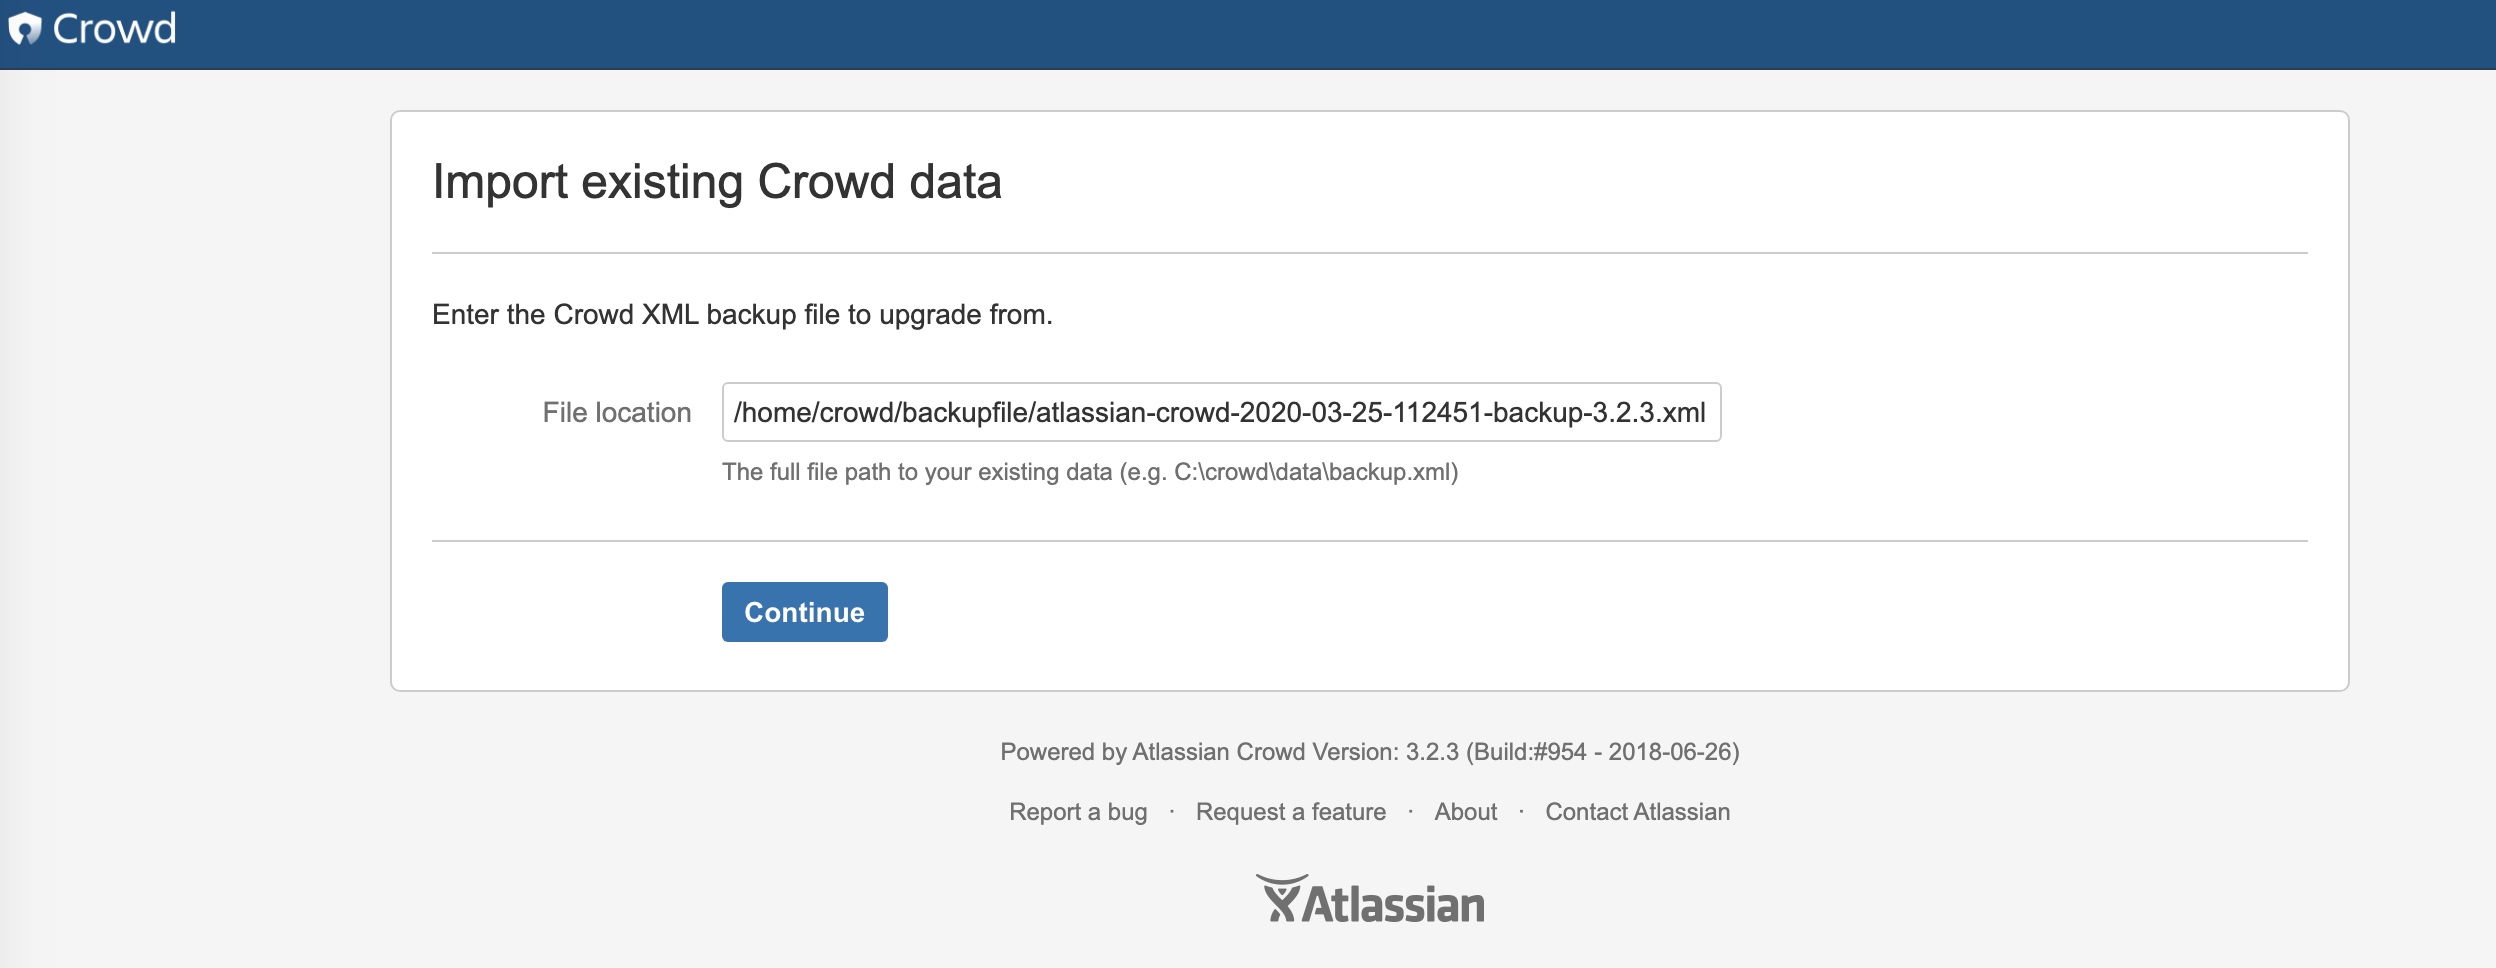 Crowd
Import existing Crowd data
Enter the Crowd XML backup file to upgrade from.
File location /home/crowd/backupfile/atlassian-crowd-2020-03-25-112451-backup-3.2.3.xml
The full file path to your existing data (e.g. C:\crowd\data\backup.xml)
Continue
Powered by Atlassian Crowd Version: 3.2.3 (Build:#954 - 2018-06-26)
Report a bug · Request a feature · About · Contact Atlassian
Atlassian